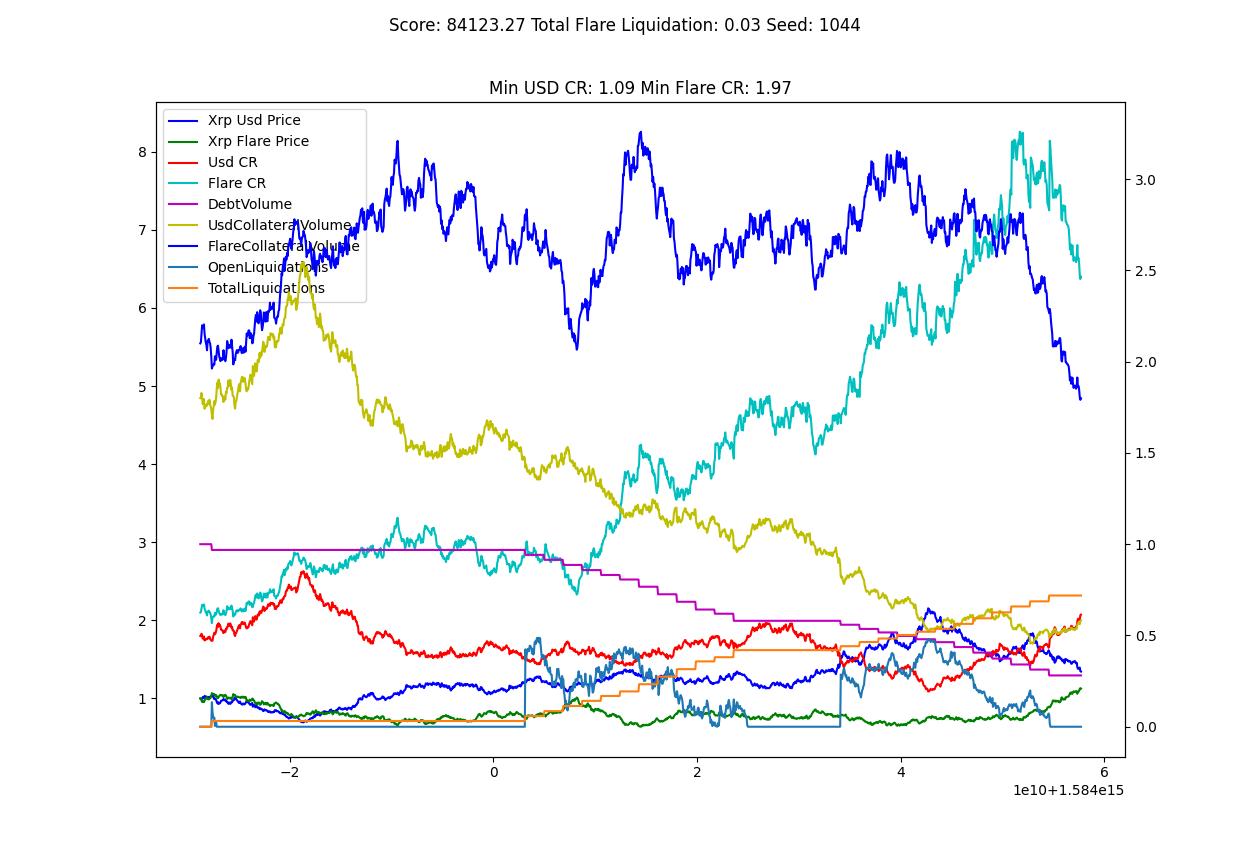 Score: 84123.27 Total Flare Liquidation: 0.03 Seed: 1044
Min USD CR: 1.09 Min Flare CR: 1.97
Xrp Usd Price
Xrp Flare Price
Usd CR
Flare CR
DebtVolume
UsdCollateralVolume
FlareCollateralVolume
OpenLiquidations
TotalLiquidations
8
7
6
5
4
3
2
1
3.0
2.5
2.0
1.5
1.0
0.5
0.0
−2
0
2
4
6
1e10+1.584e15